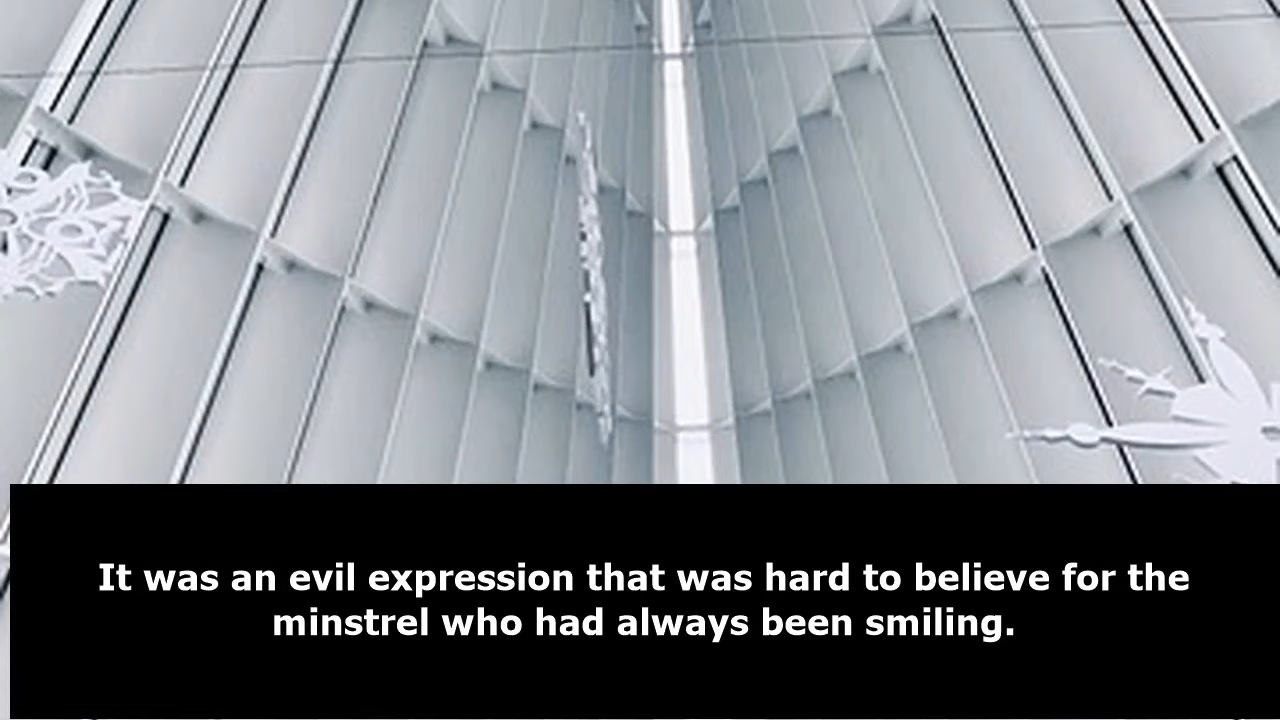 It was an evil expression that was hard to believe for the
minstrel who had always been smiling.